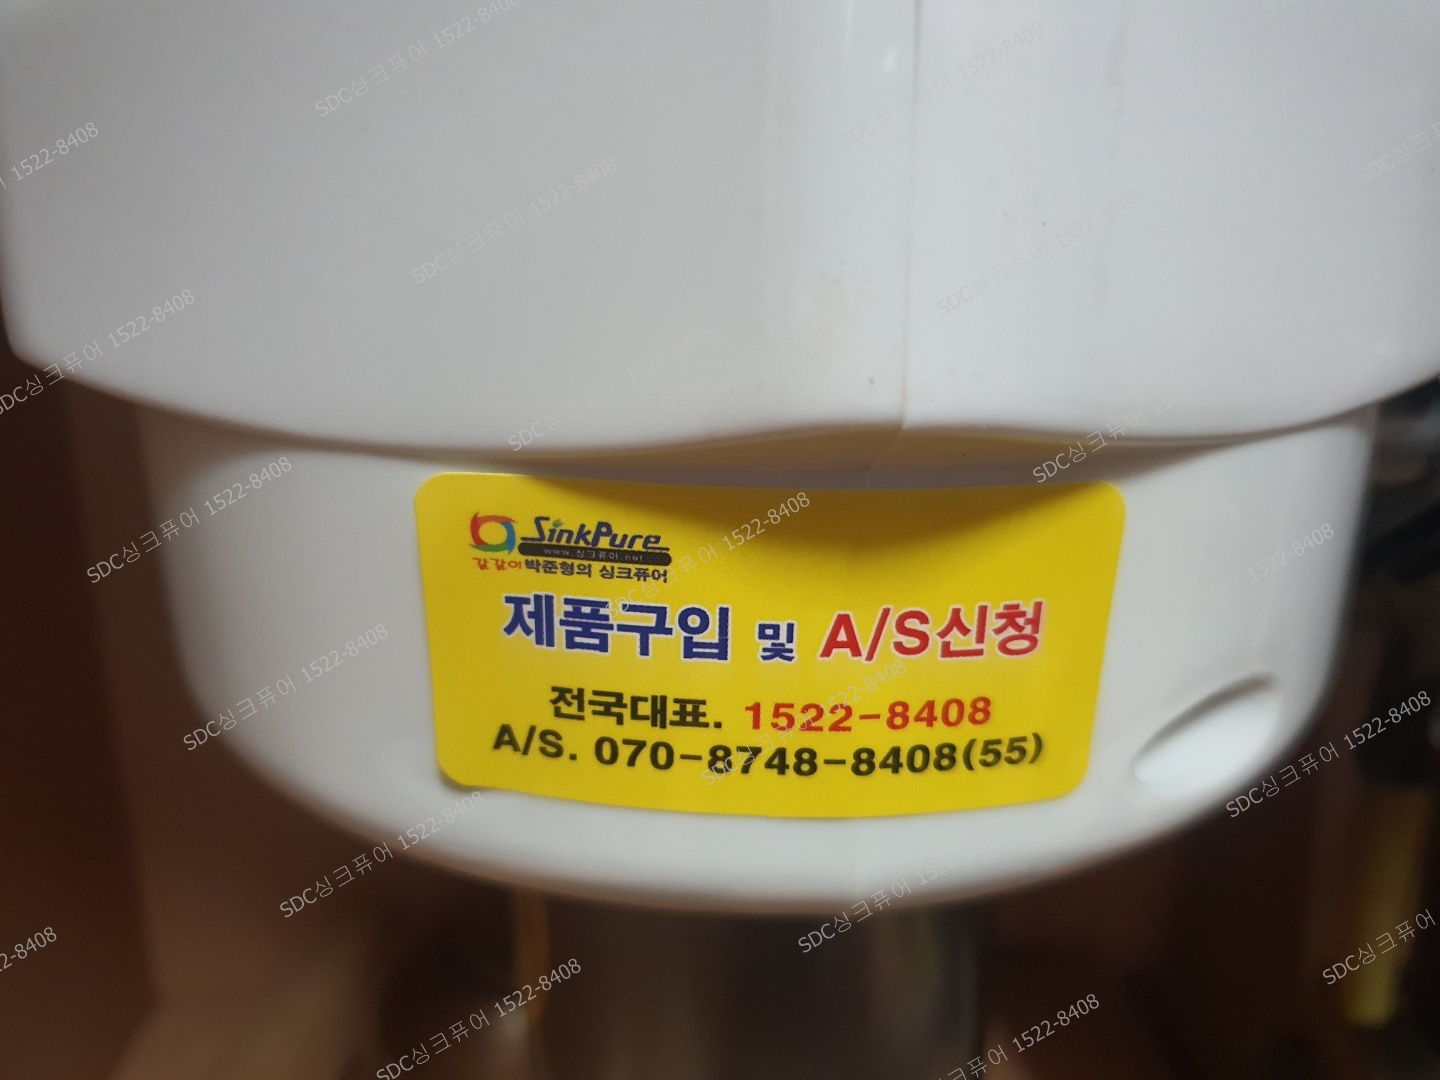 SinkPure
www.싱크퓨어.net
갈갈이 박준형의 싱크퓨어
제품구입 및 A/S신청
전국대표. 1522-8408
A/S. 070-8748-8408(55)
SDC싱크퓨어 1522-8408